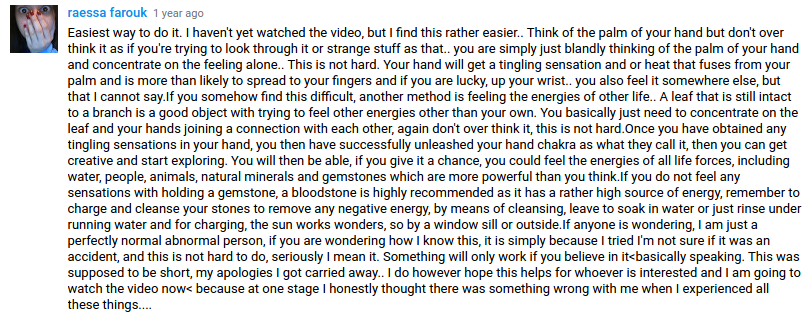 raessa farouk 1 year ago
Easiest way to do it. I haven't yet watched the video, but I find this rather easier.. Think of the palm of your hand but don't over
think it as if you're trying to look through it or strange stuff as that.. you are simply just blandly thinking of the palm of your hand
and concentrate on the feeling alone.. This is not hard. Your hand will get a tingling sensation and or heat that fuses from your
palm and is more than likely to spread to your fingers and if you are lucky, up your wrist.. you also feel it somewhere else, but
that I cannot say.If you somehow find this difficult, another method is feeling the energies of other life.. A leaf that is still intact
to a branch is a good object with trying to feel other energies other than your own. You basically just need to concentrate on the
leaf and your hands joining a connection with each other, again don't over think it, this is not hard.Once you have obtained any
tingling sensations in your hand, you then have successfully unleashed your hand chakra as what they call it, then you can get
creative and start exploring. You will then be able, if you give it a chance, you could feel the energies of all life forces, including
water, people, animals, natural minerals and gemstones which are more powerful than you think.If you do not feel any
sensations with holding a gemstone, a bloodstone is highly recommended as it has a rather high source of energy, remember to
charge and cleanse your stones to remove any negative energy, by means of cleansing, leave to soak in water or just rinse under
running water and for charging, the sun works wonders, so by a window sill or outside.If anyone is wondering, I am just a
perfectly normal abnormal person, if you are wondering how I know this, it is simply because I tried I'm not sure if it was an
accident, and this is not hard to do, seriously I mean it. Something will only work if you believe in it<basically speaking. This was
supposed to be short, my apologies I got carried away.. I do however hope this helps for whoever is interested and I am going to
watch the video now< because at one stage I honestly thought there was something wrong with me when I experienced all
these things....